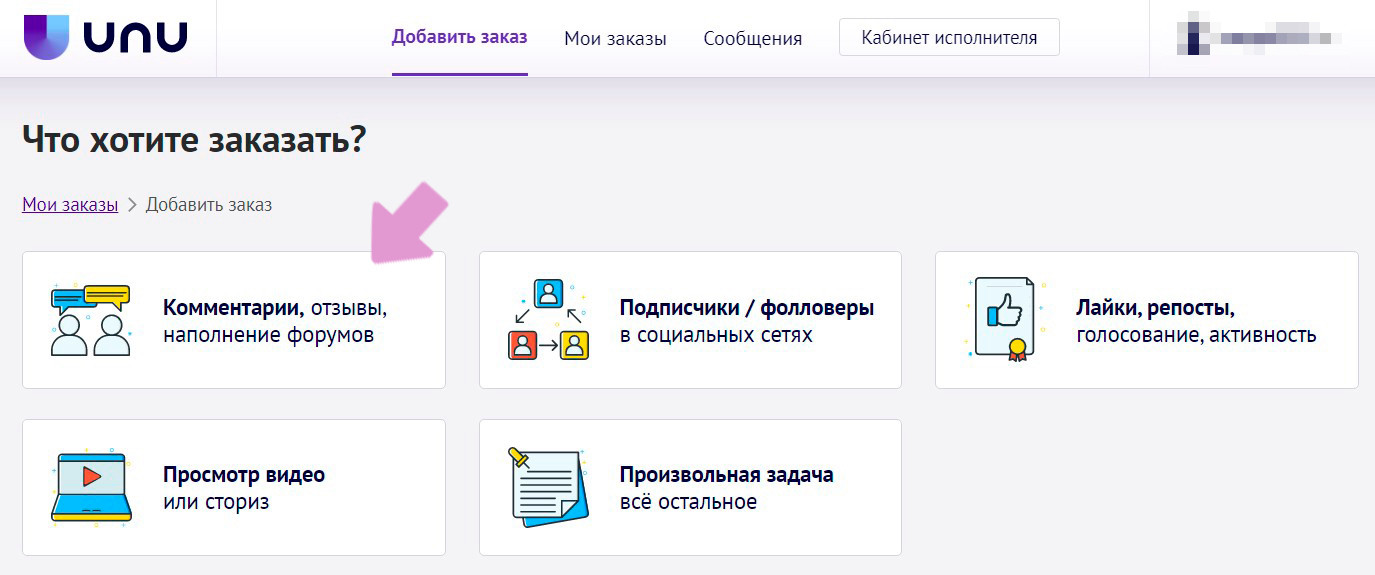 unu
Добавить заказ
Мои заказы
Сообщения
Кабинет исполнителя
Что хотите заказать?
Мои заказы > Добавить заказ
Комментарии, отзывы,
наполнение форумов
Подписчики / фолловеры
в социальных сетях
Лайки, репосты,
голосование, активность
Просмотр видео
или сториз
Произвольная задача
всё остальное